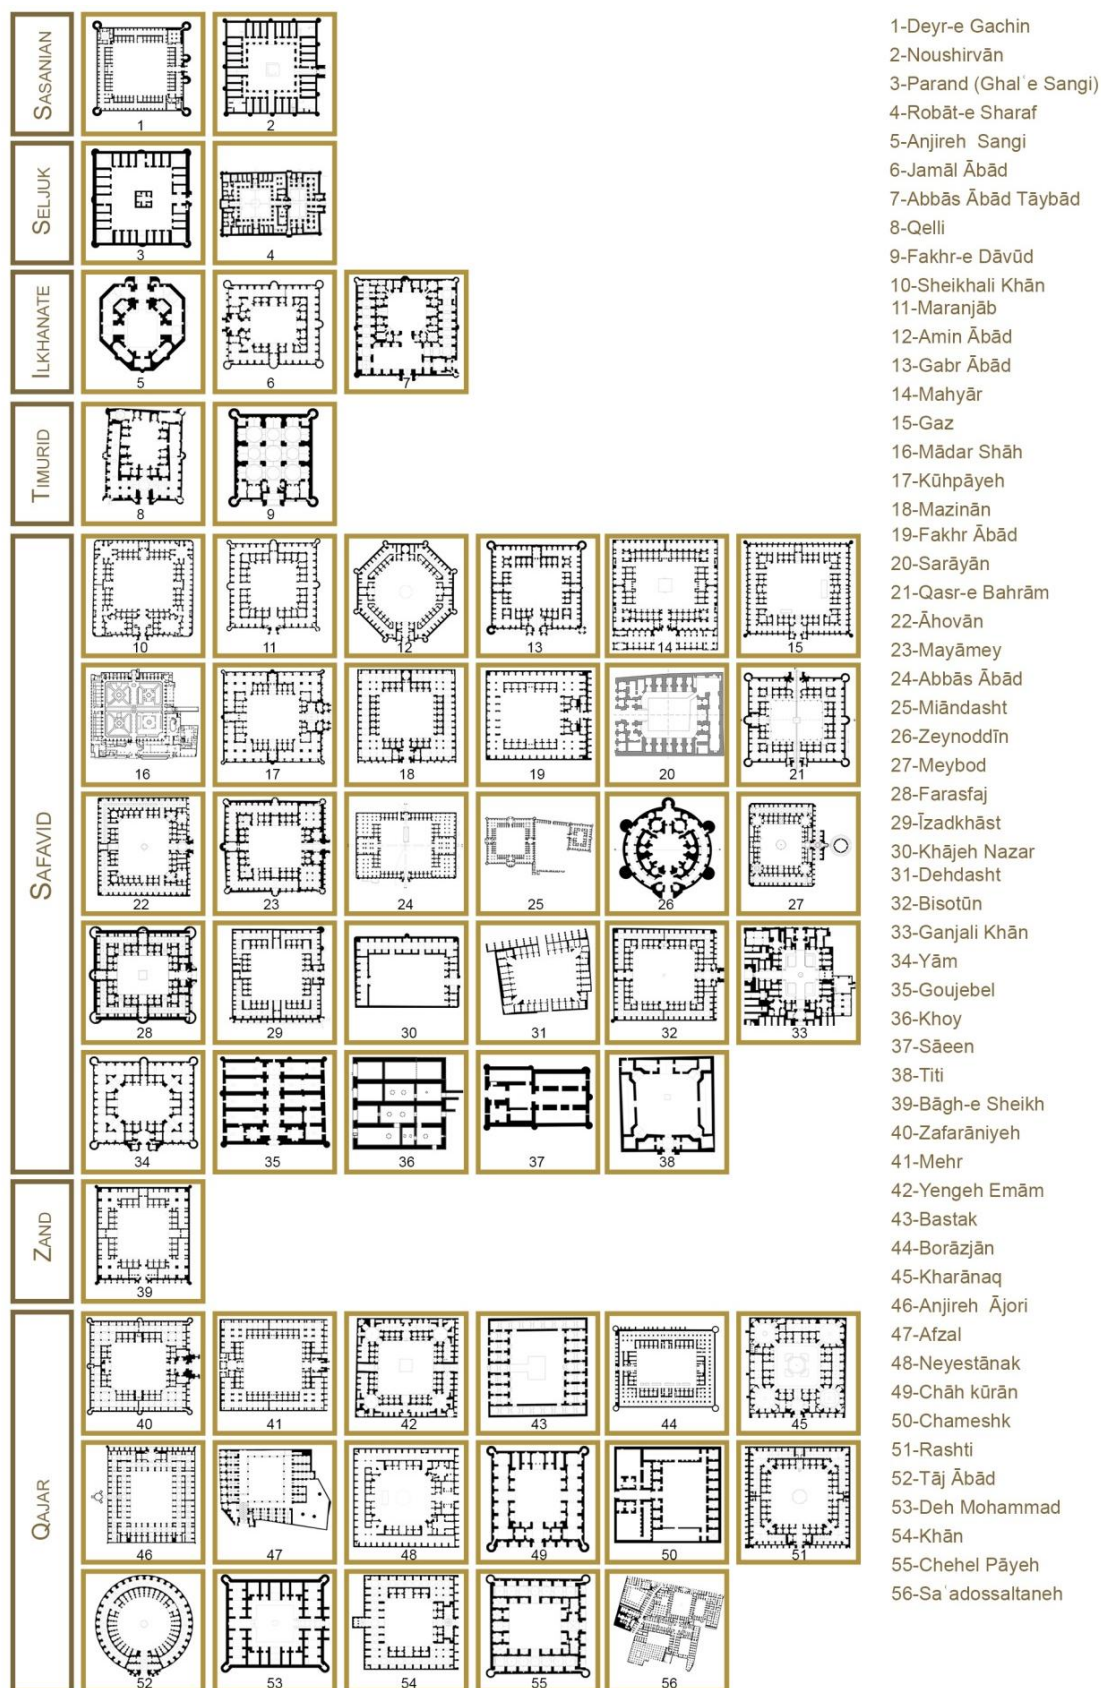 SASANIAN
1
2
SELJUK
3
4
ILKHANATE
5
6
7
TIMURID
8
9
SAFAVID
10
11
12
13
14
15
16
17
18
19
20
21
22
23
24
25
26
27
28
29
30
31
32
33
34
35
36
37
38
ZAND
39
QAJAR
40
41
42
43
44
45
46
47
48
49
50
51
52
53
54
55
56
1-Deyr-e Gachin
2-Noushirvān
3-Parand (Ghalʿe Sangi)
4-Robāt-e Sharaf
5-Anjireh Sangi
6-Jamāl Ābād
7-Abbās Ābād Tāybād
8-Qelli
9-Fakhr-e Dāvūd
10-Sheikhali Khān
11-Maranjāb
12-Amin Ābād
13-Gabr Ābād
14-Mahyār
15-Gaz
16-Mādar Shāh
17-Kūhpāyeh
18-Mazinān
19-Fakhr Ābād
20-Sarāyān
21-Qasr-e Bahrām
22-Āhovān
23-Mayāmey
24-Abbās Ābād
25-Miāndasht
26-Zeynoddīn
27-Meybod
28-Farasfaj
29-Īzadkhāst
30-Khājeh Nazar
31-Dehdasht
32-Bisotūn
33-Ganjali Khān
34-Yām
35-Goujebel
36-Khoy
37-Sāeen
38-Titi
39-Bāgh-e Sheikh
40-Zafarāniyeh
41-Mehr
42-Yengeh Emām
43-Bastak
44-Borāzjān
45-Kharānaq
46-Anjireh Ājori
47-Afzal
48-Neyestānak
49-Chāh kūrān
50-Chameshk
51-Rashti
52-Tāj Ābād
53-Deh Mohammad
54-Khān
55-Chehel Pāyeh
56-Saʿadossaltaneh